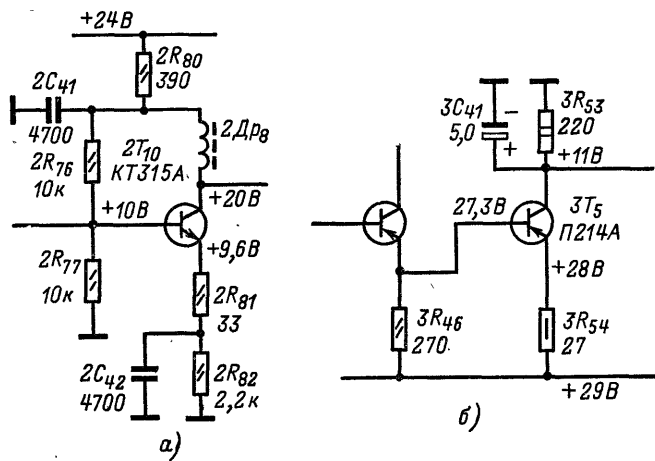 +24В
2R80
390
2C41
4700
2R76
10к
2T10
КТ315А
2Др8
+20В
+10В
+9,6В
2R77
10к
2R81
33
2C42
4700
2R82
2,2к
а)
3C41
5,0
−
+
3R53
220
+11В
27,3В
3T5
П214А
+28В
3R46
270
3R54
27
+29В
б)